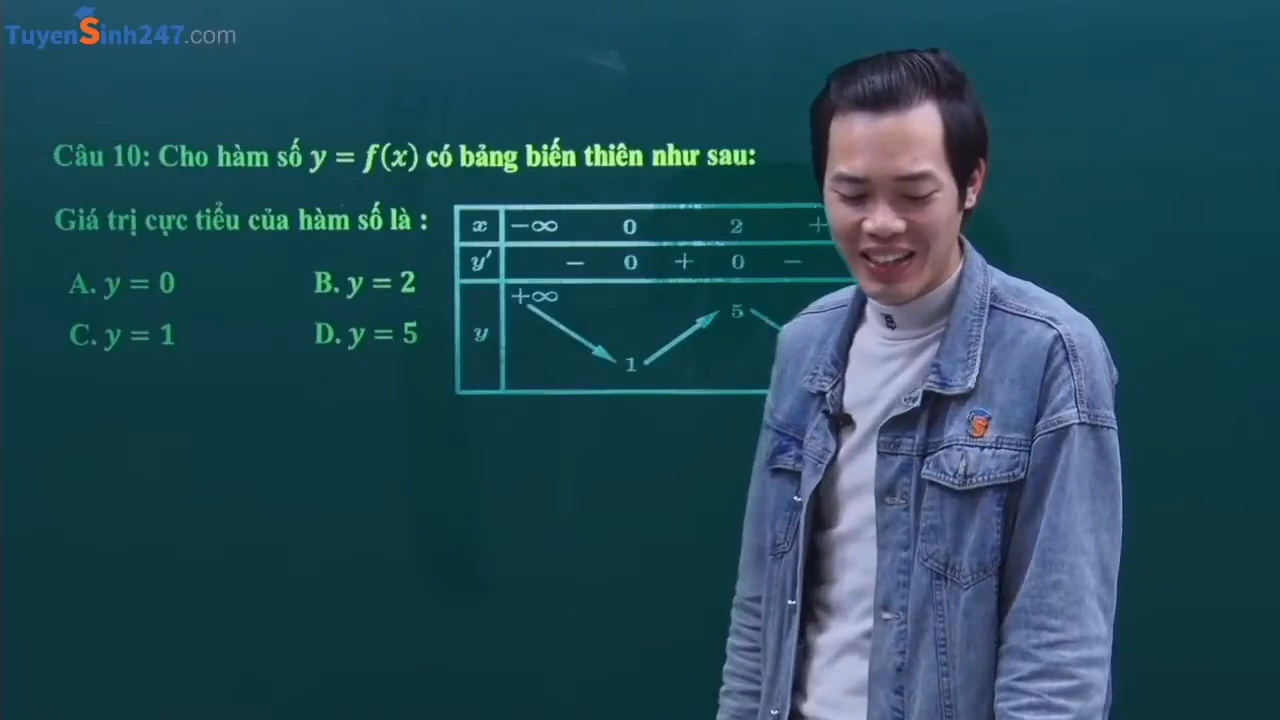 TuyenSinh247.com
Câu 10: Cho hàm số y = f(x) có bảng biến thiên như sau:
Giá trị cực tiểu của hàm số là :
A. y = 0 B. y = 2
C. y = 1 D. y = 5
x −∞ 0 2 +
y′ − 0 + 0 −
+∞ 5
y
1